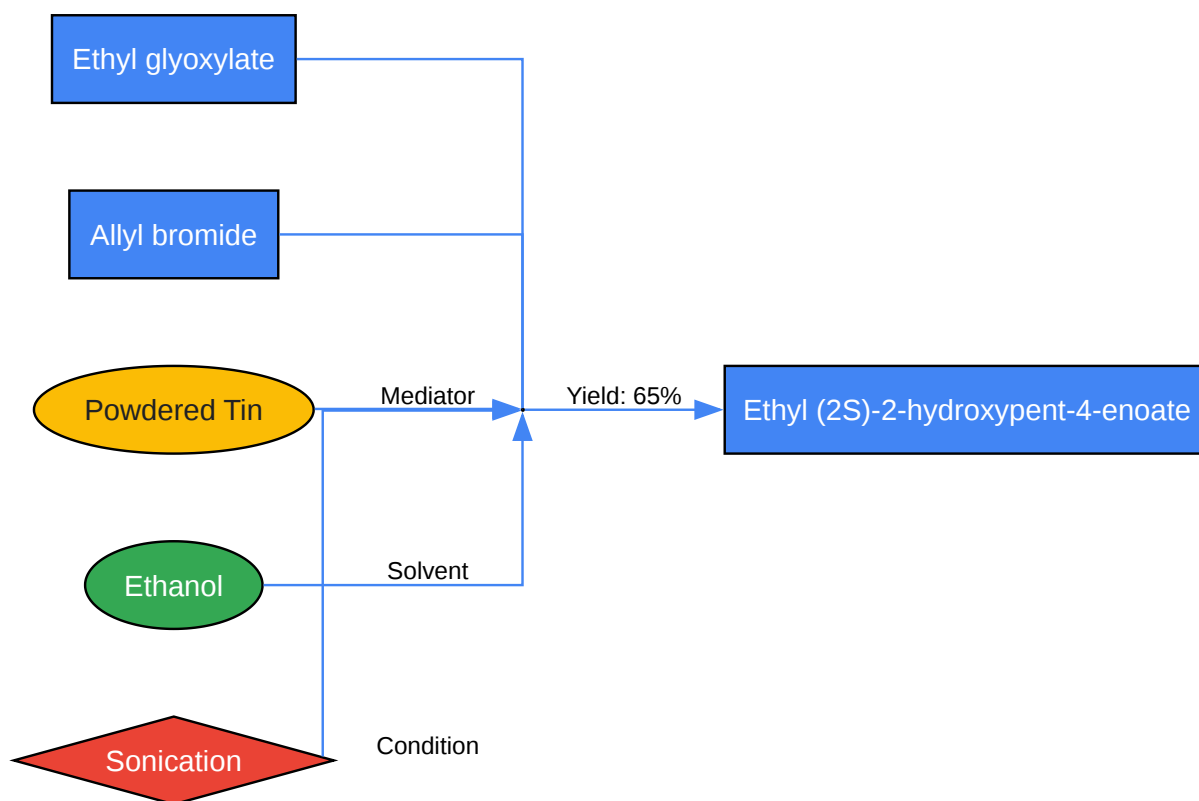 Ethyl glyoxylate
Allyl bromide
Powdered Tin
Mediator
Yield: 65%
Ethyl (2S)-2-hydroxypent-4-enoate
Ethanol
Solvent
Sonication
Condition